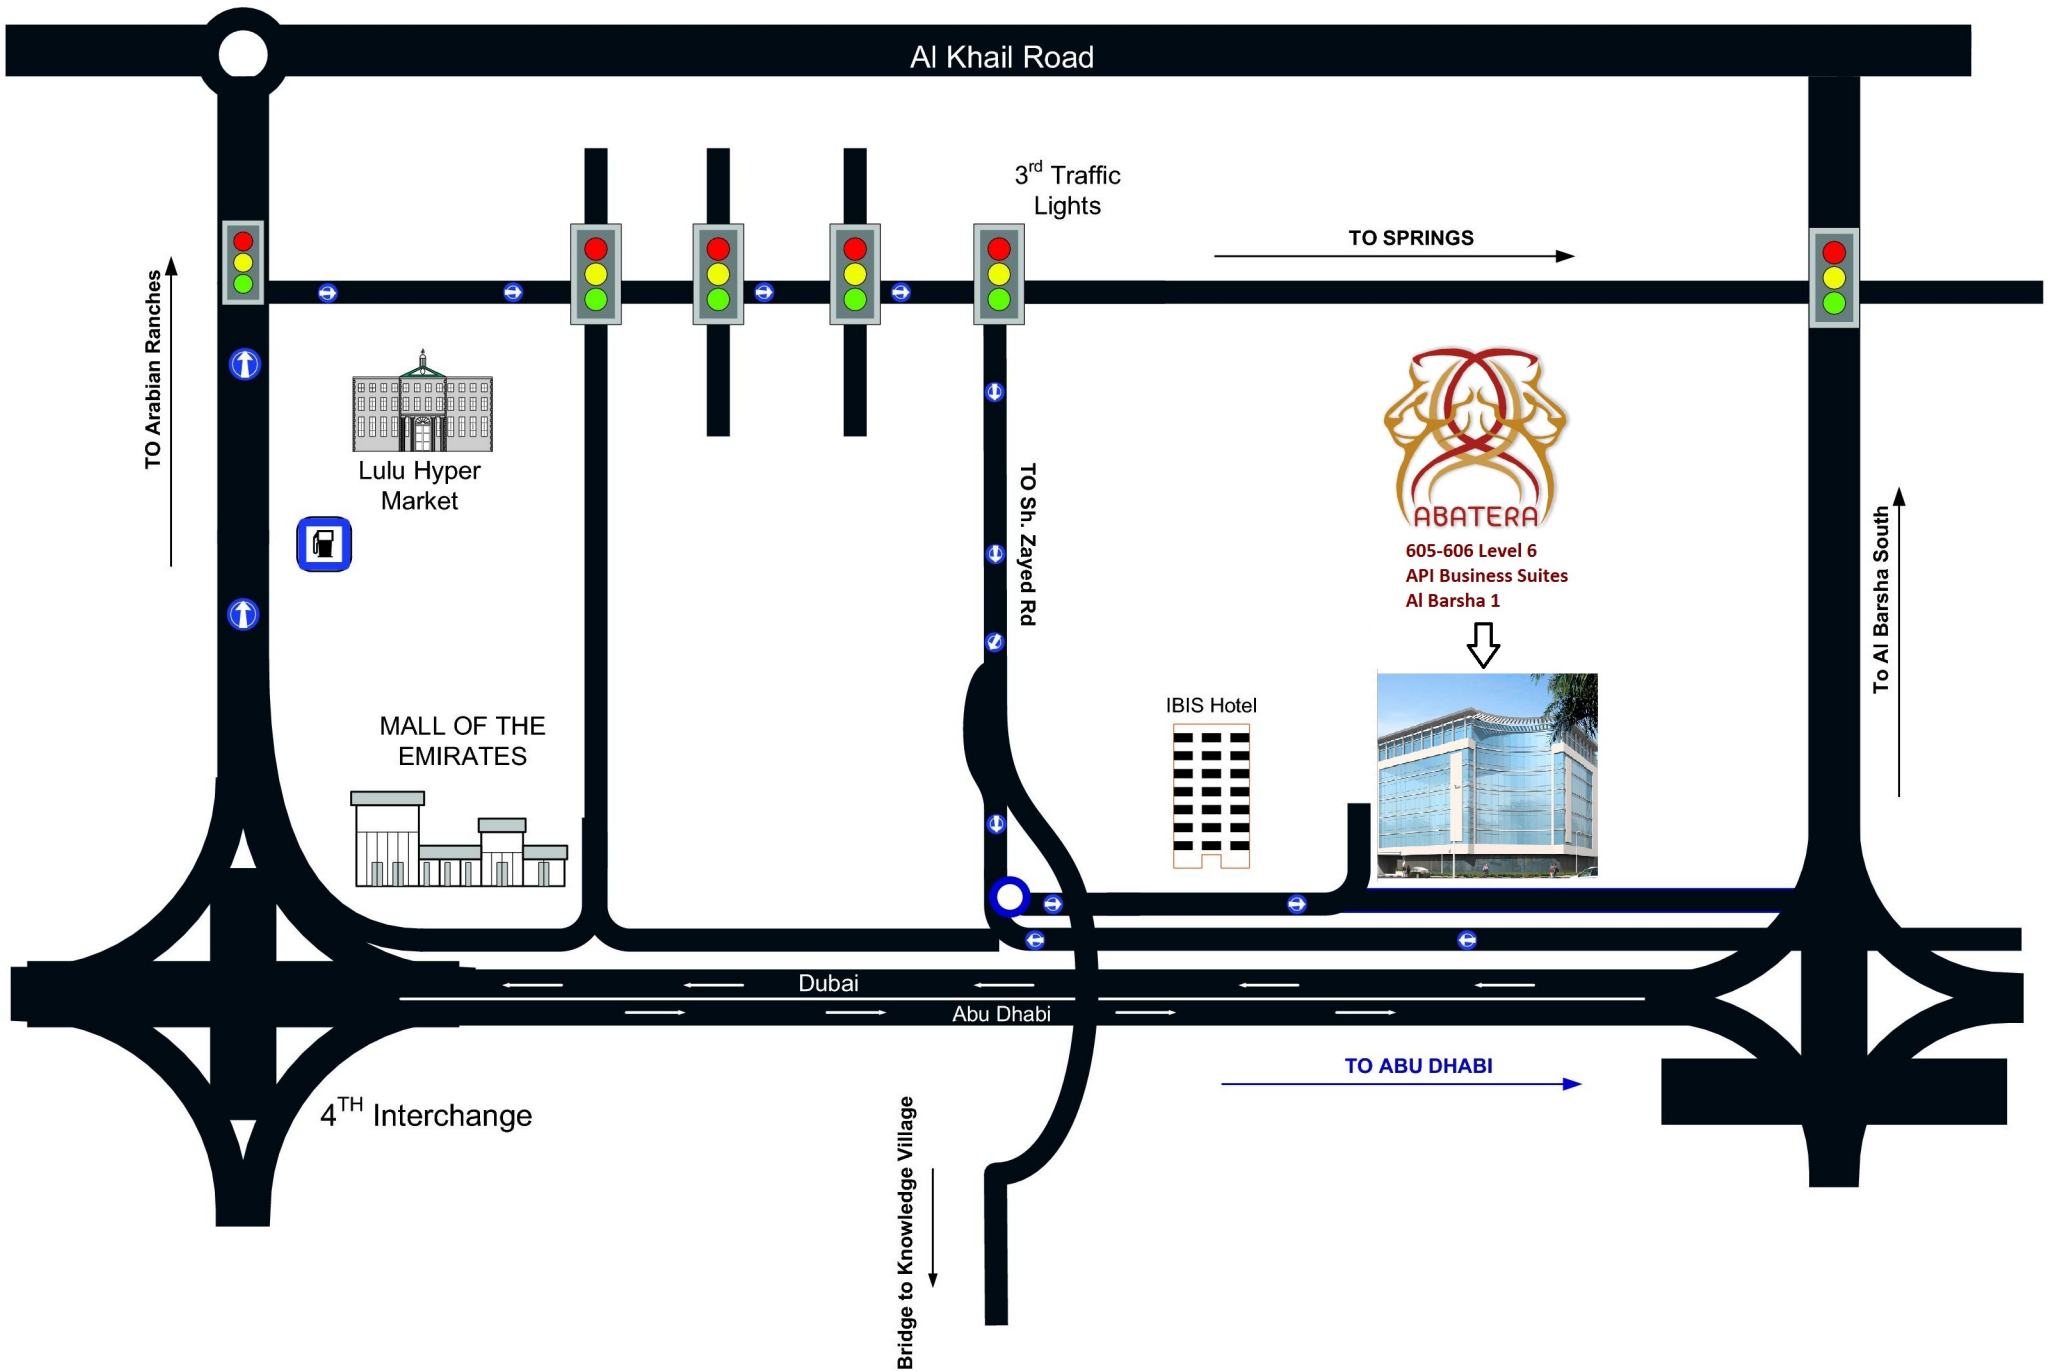 Al Khail Road
3rd Traffic
Lights
TO SPRINGS
TO Arabian Ranches
Lulu Hyper
Market
TO Sh. Zayed Rd
ABATERA
605-606 Level 6
API Business Suites
Al Barsha 1
To Al Barsha South
MALL OF THE
EMIRATES
IBIS Hotel
Dubai
Abu Dhabi
TO ABU DHABI
4TH Interchange
Bridge to Knowledge Village